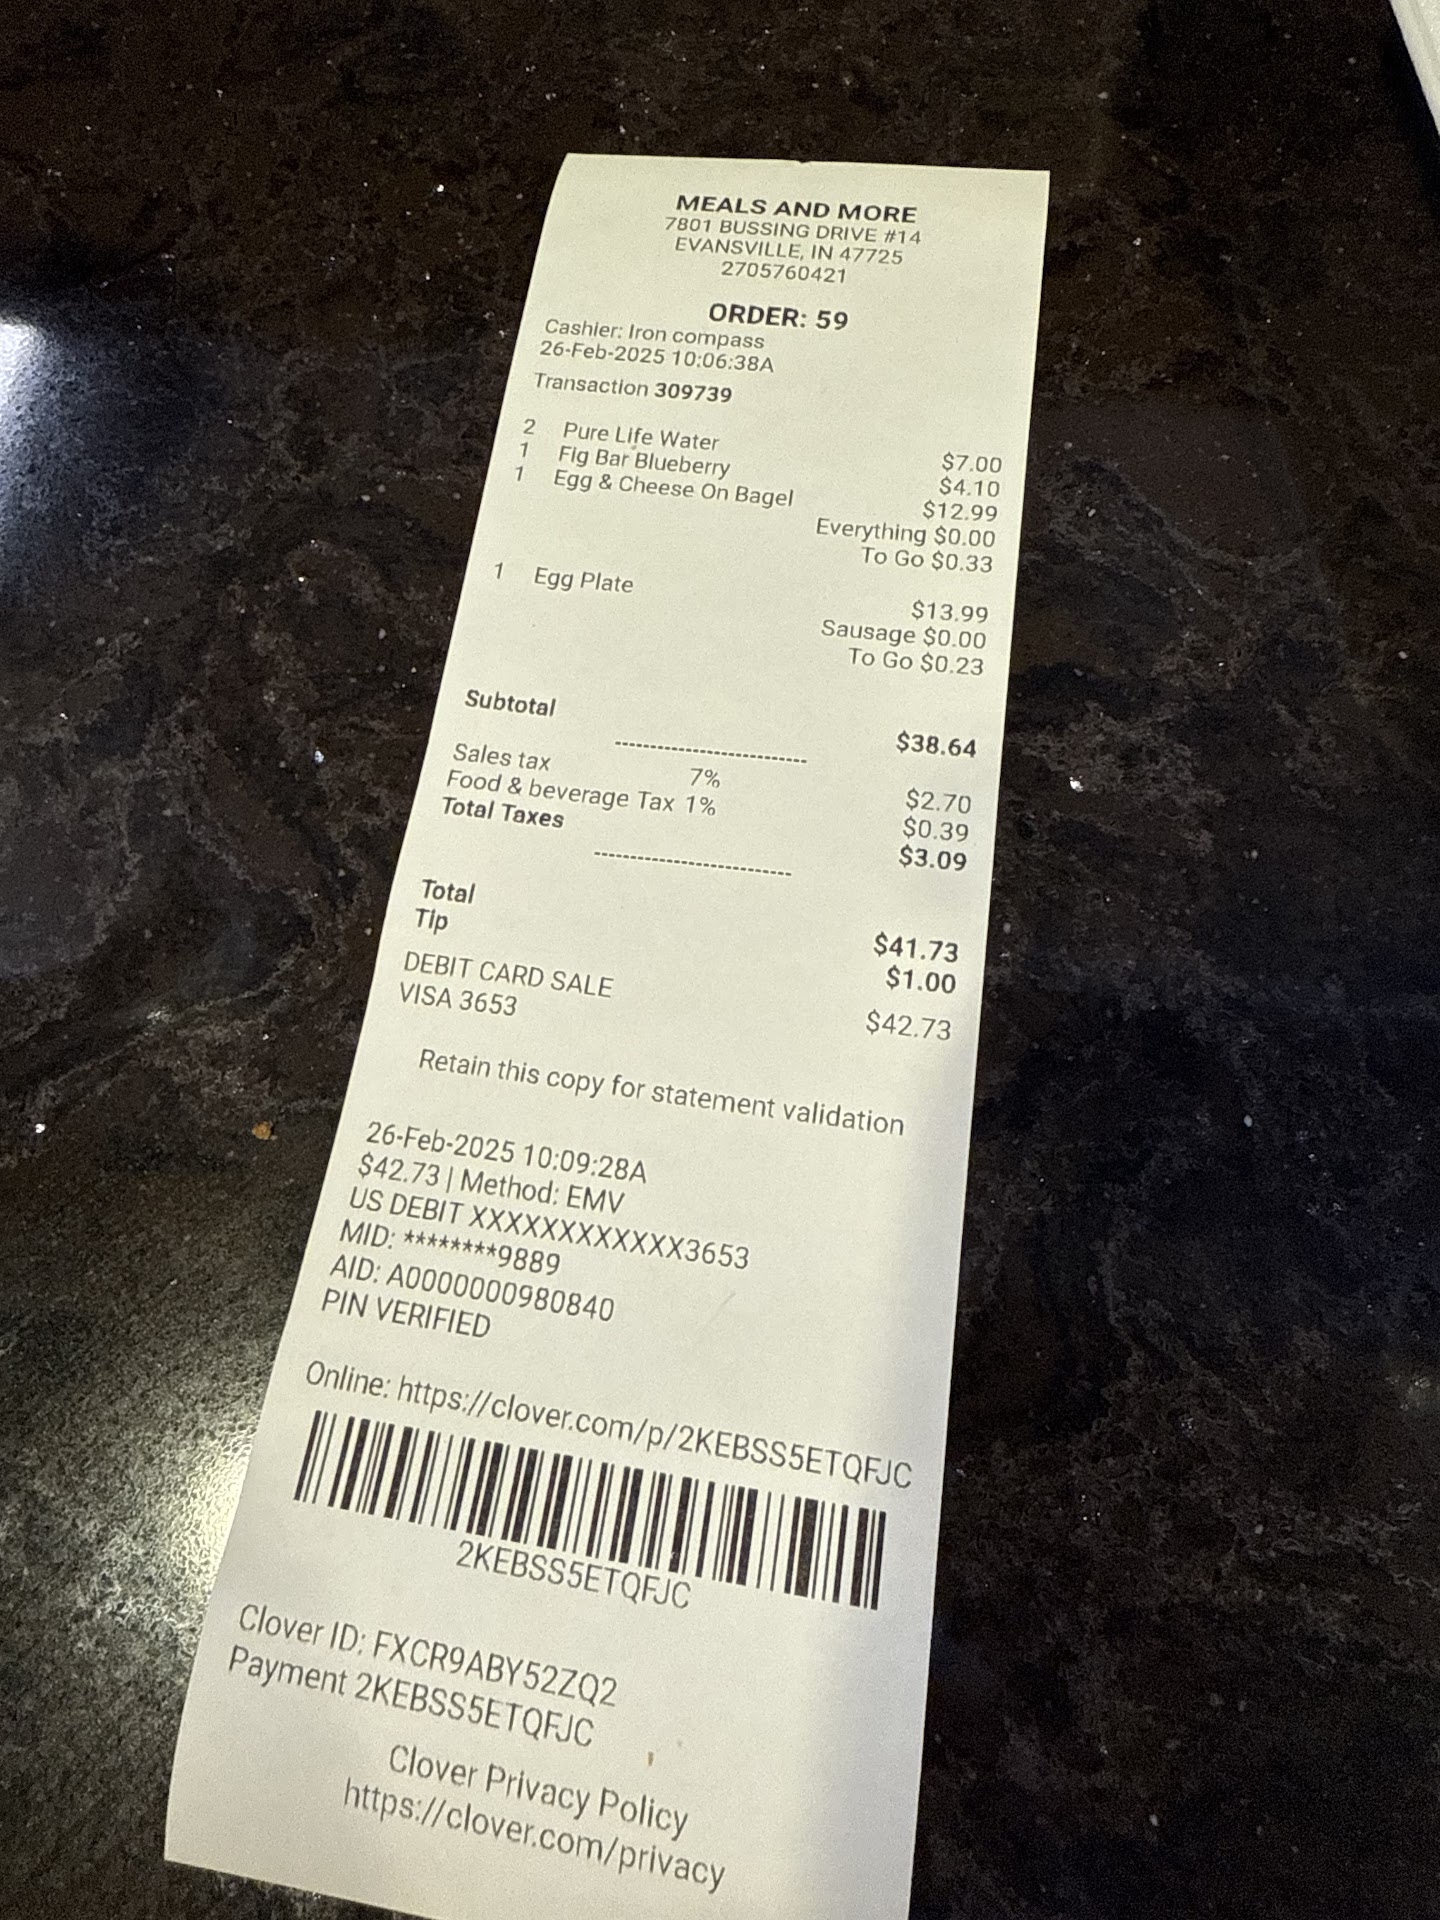 MEALS AND MORE
7801 BUSSING DRIVE #14
EVANSVILLE, IN 47725
2705760421
ORDER: 59
Cashier: Iron compass
26-Feb-2025 10:06:38A
Transaction 309739
2 Pure Life Water $7.00
1 Fig Bar Blueberry $4.10
1 Egg & Cheese On Bagel $12.99
Everything $0.00
To Go $0.33
1 Egg Plate $13.99
Sausage $0.00
To Go $0.23
Subtotal $38.64
--------------------------
Sales tax 7% $2.70
Food & beverage Tax 1% $0.39
Total Taxes $3.09
--------------------------
Total $41.73
Tip $1.00
DEBIT CARD SALE $42.73
VISA 3653
Retain this copy for statement validation
26-Feb-2025 10:09:28A
$42.73 | Method: EMV
US DEBIT XXXXXXXXXXXX3653
MID: ********9889
AID: A0000000980840
PIN VERIFIED
Online: https://clover.com/p/2KEBSS5ETQFJC
2KEBSS5ETQFJC
Clover ID: FXCR9ABY52ZQ2
Payment 2KEBSS5ETQFJC
Clover Privacy Policy
https://clover.com/privacy